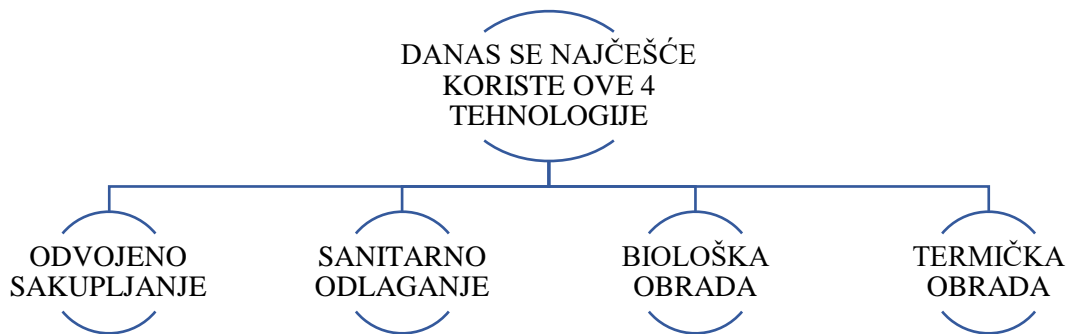 DANAS SE NAJČEŠĆE
KORISTE OVE 4
TEHNOLOGIJE
ODVOJENO
SAKUPLJANJE
SANITARNO
ODLAGANJE
BIOLOŠKA
OBRADA
TERMIČKA
OBRADA